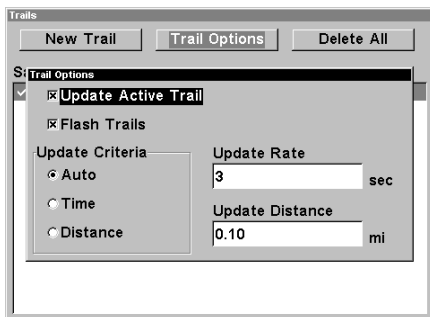 Trails
New Trail Trail Options Delete All
Trail Options
Update Active Trail
Flash Trails
Update Criteria
Auto
Time
Distance
Update Rate
3 sec
Update Distance
0.10 mi